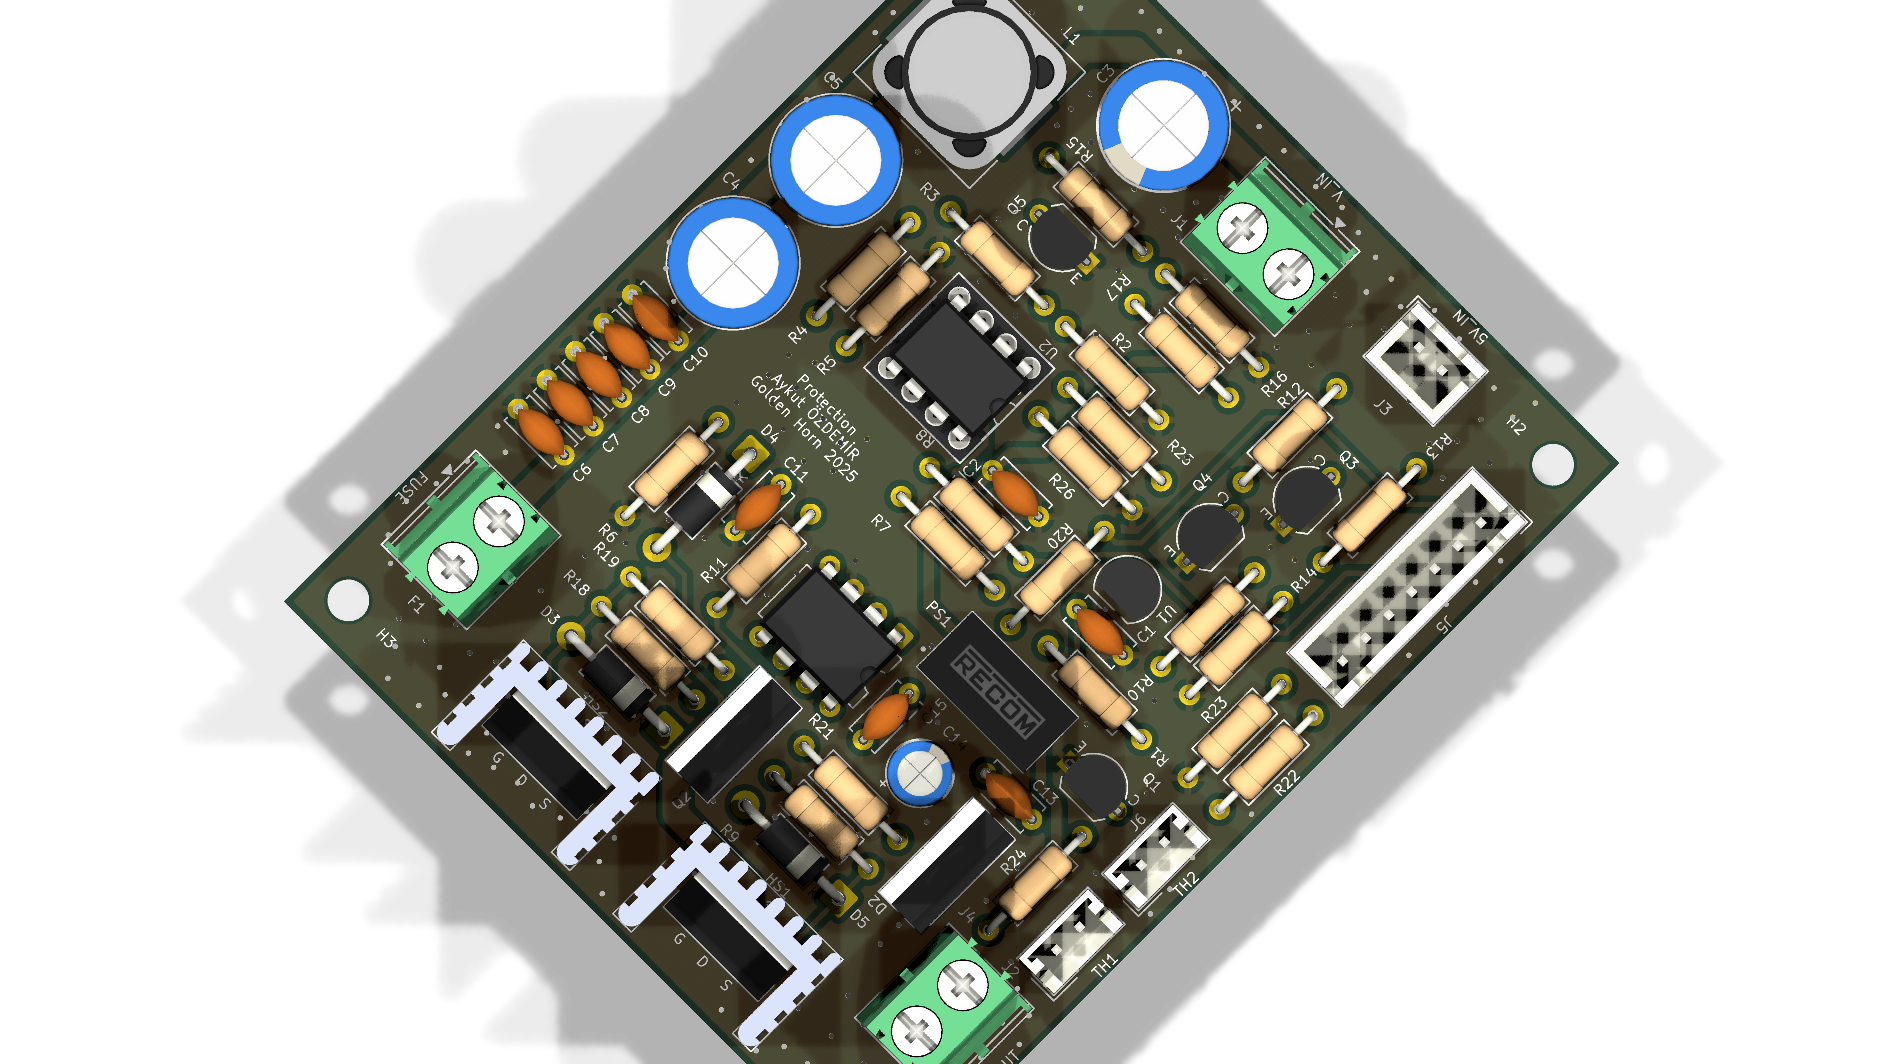 L1
C3
+
C5
C4
R15
V_IN
J1
R3
Q5
C
E
R17
R4
R5
U2
R2
5V_IN
J3
H2
R16
R12
C10
C9
C8
C7
C6
Protection
Aykut ÖZDEMİR
Golden Horn 2025
R8
D4
C11
FUSE
F1
H3
R6
R19
R18
R11
R7
C2
R26
R20
Q4
C
E
Q3
C
E
R13
R14
J5
D3
PS1
RECOM
C1
U1
R10
R1
R23
R22
R21
C14
C13
Q1
E
C
J6
TH2
TH1
R24
R9
HS1
D5
D2
J4
J2
G
D
S
G
D
S